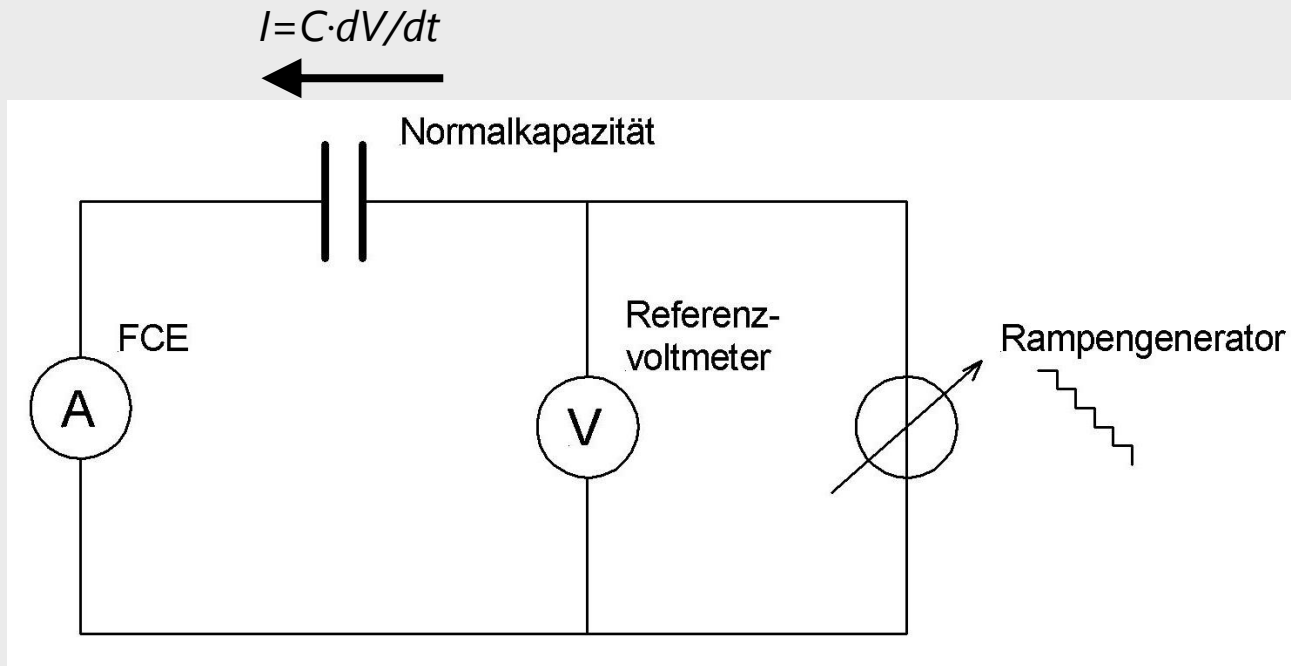 I=C·dV/dt
Normalkapazität
FCE
Referenz-
voltmeter
Rampengenerator
A
V